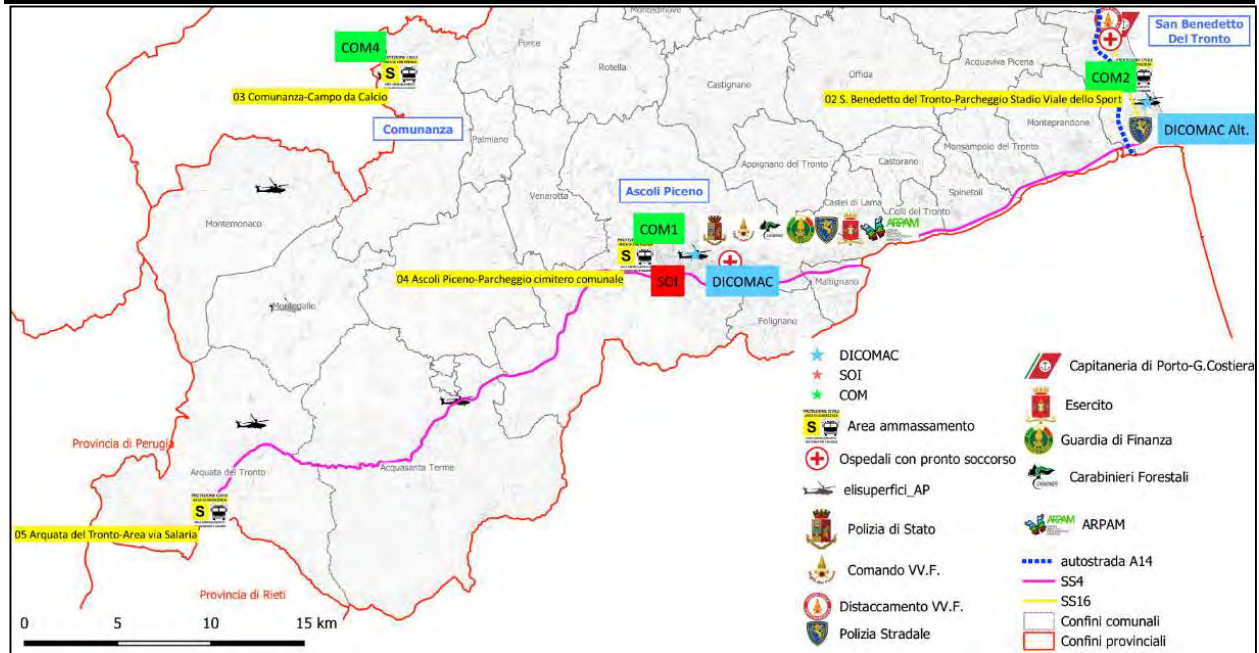 Montedinove
San Benedetto
Del Tronto
COM4
Force
Rotella
Castignano
Offida
Acquaviva Picena
COM2
S
03 Comunanza-Campo da Calcio
02 S. Benedetto del Tronto-Parcheggio Stadio Viale dello Sport
Comunanza
Palmiano
Monteprandone
DICOMAC Alt.
Appignano del Tronto
Castorano
Monsampolo del Tronto
Montemonaco
Venarotta
Ascoli Piceno
Castel di Lama
Spinetoli
Colli del Tronto
COM1
ARPAM
S
04 Ascoli Piceno-Parcheggio cimitero comunale
SOI
DICOMAC
Maltignano
Montegallo
Folignano
Provincia di Perugia
Arquata del Tronto
Acquasanta Terme
S
05 Arquata del Tronto-Area via Salaria
Provincia di Rieti
0 5 10 15 km
DICOMAC
SOI
COM
S
Area ammassamento
Ospedali con pronto soccorso
elisuperfici_AP
Polizia di Stato
Comando VV.F.
Distaccamento VV.F.
Polizia Stradale
Capitaneria di Porto-G.Costiera
Esercito
Guardia di Finanza
Carabinieri Forestali
ARPAM
ARPAM
autostrada A14
SS4
SS16
Confini comunali
Confini provinciali